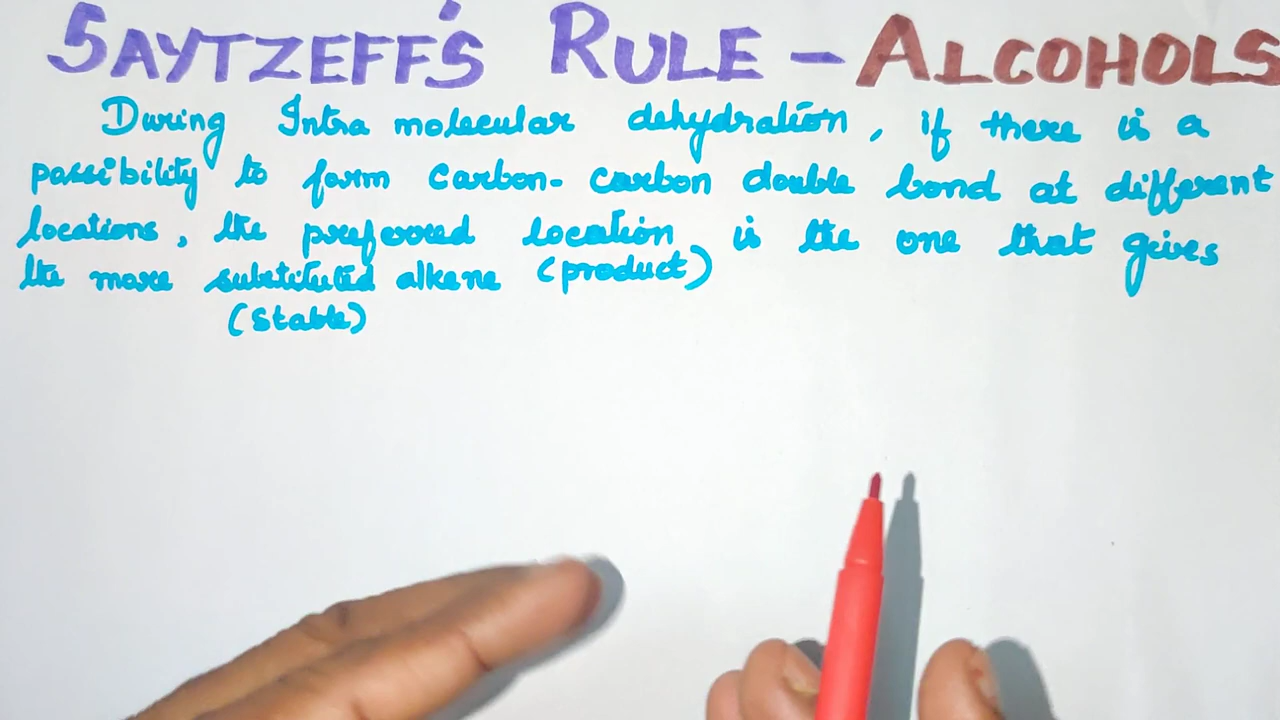 SAYTZEFF'S RULE - ALCOHOLS
During Intra molecular dehydration, if there is a
possibility to form carbon-carbon double bond at different
locations, the preferred location is the one that gives
the more substituted alkene (product)
(stable)